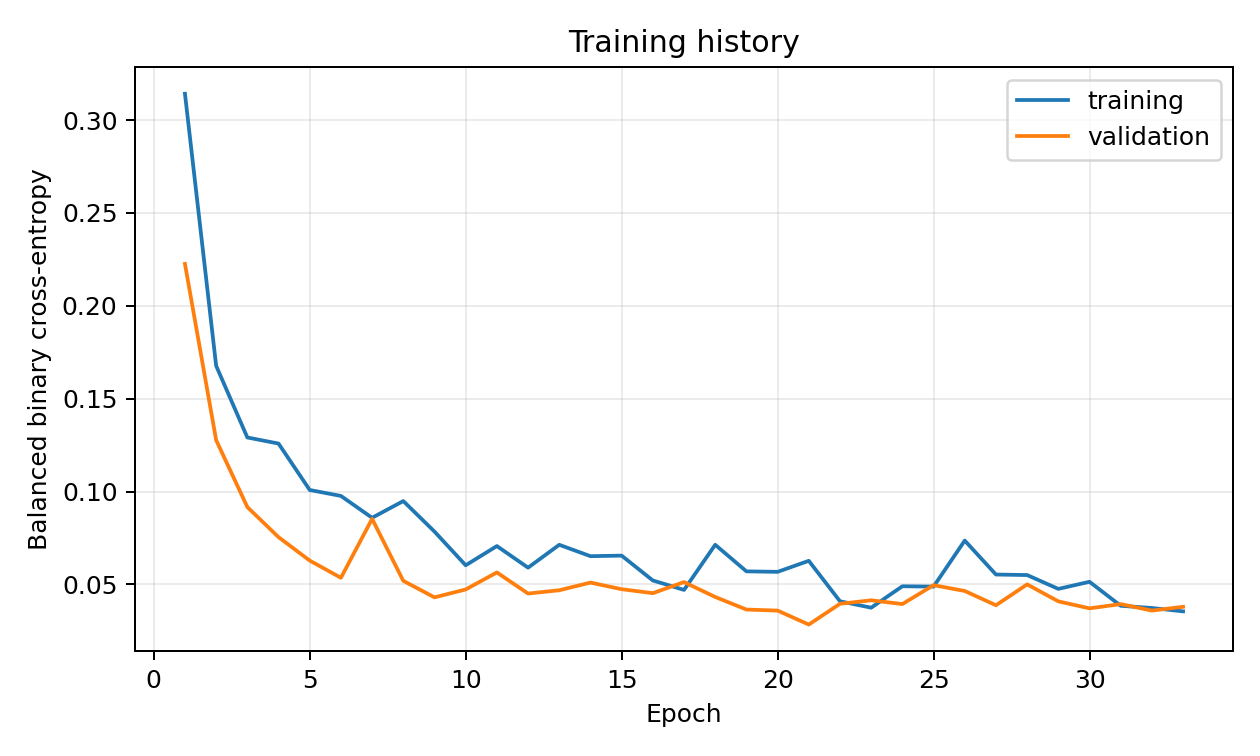 Training history
training
validation
Balanced binary cross-entropy
0.30
0.25
0.20
0.15
0.10
0.05
0 5 10 15 20 25 30
Epoch